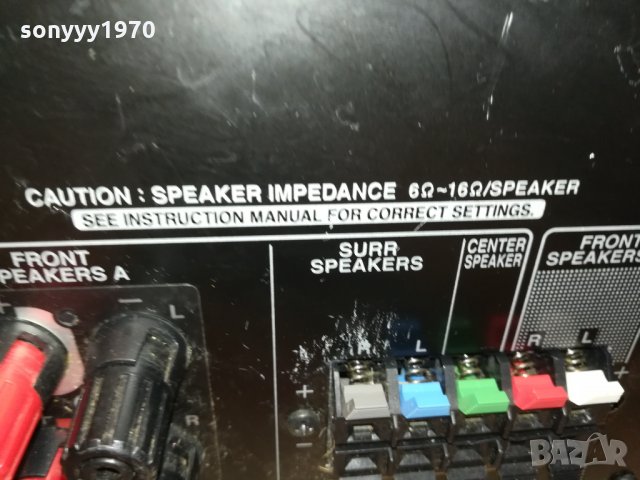 sonyyy1970
CAUTION : SPEAKER IMPEDANCE 6Ω~16Ω/SPEAKER
SEE INSTRUCTION MANUAL FOR CORRECT SETTINGS.
FRONT
PEAKERS A
SURR
SPEAKERS
CENTER
SPEAKER
FRONT
SPEAKERS
+ − L
R L R L
R
+ +
−
BAZAR